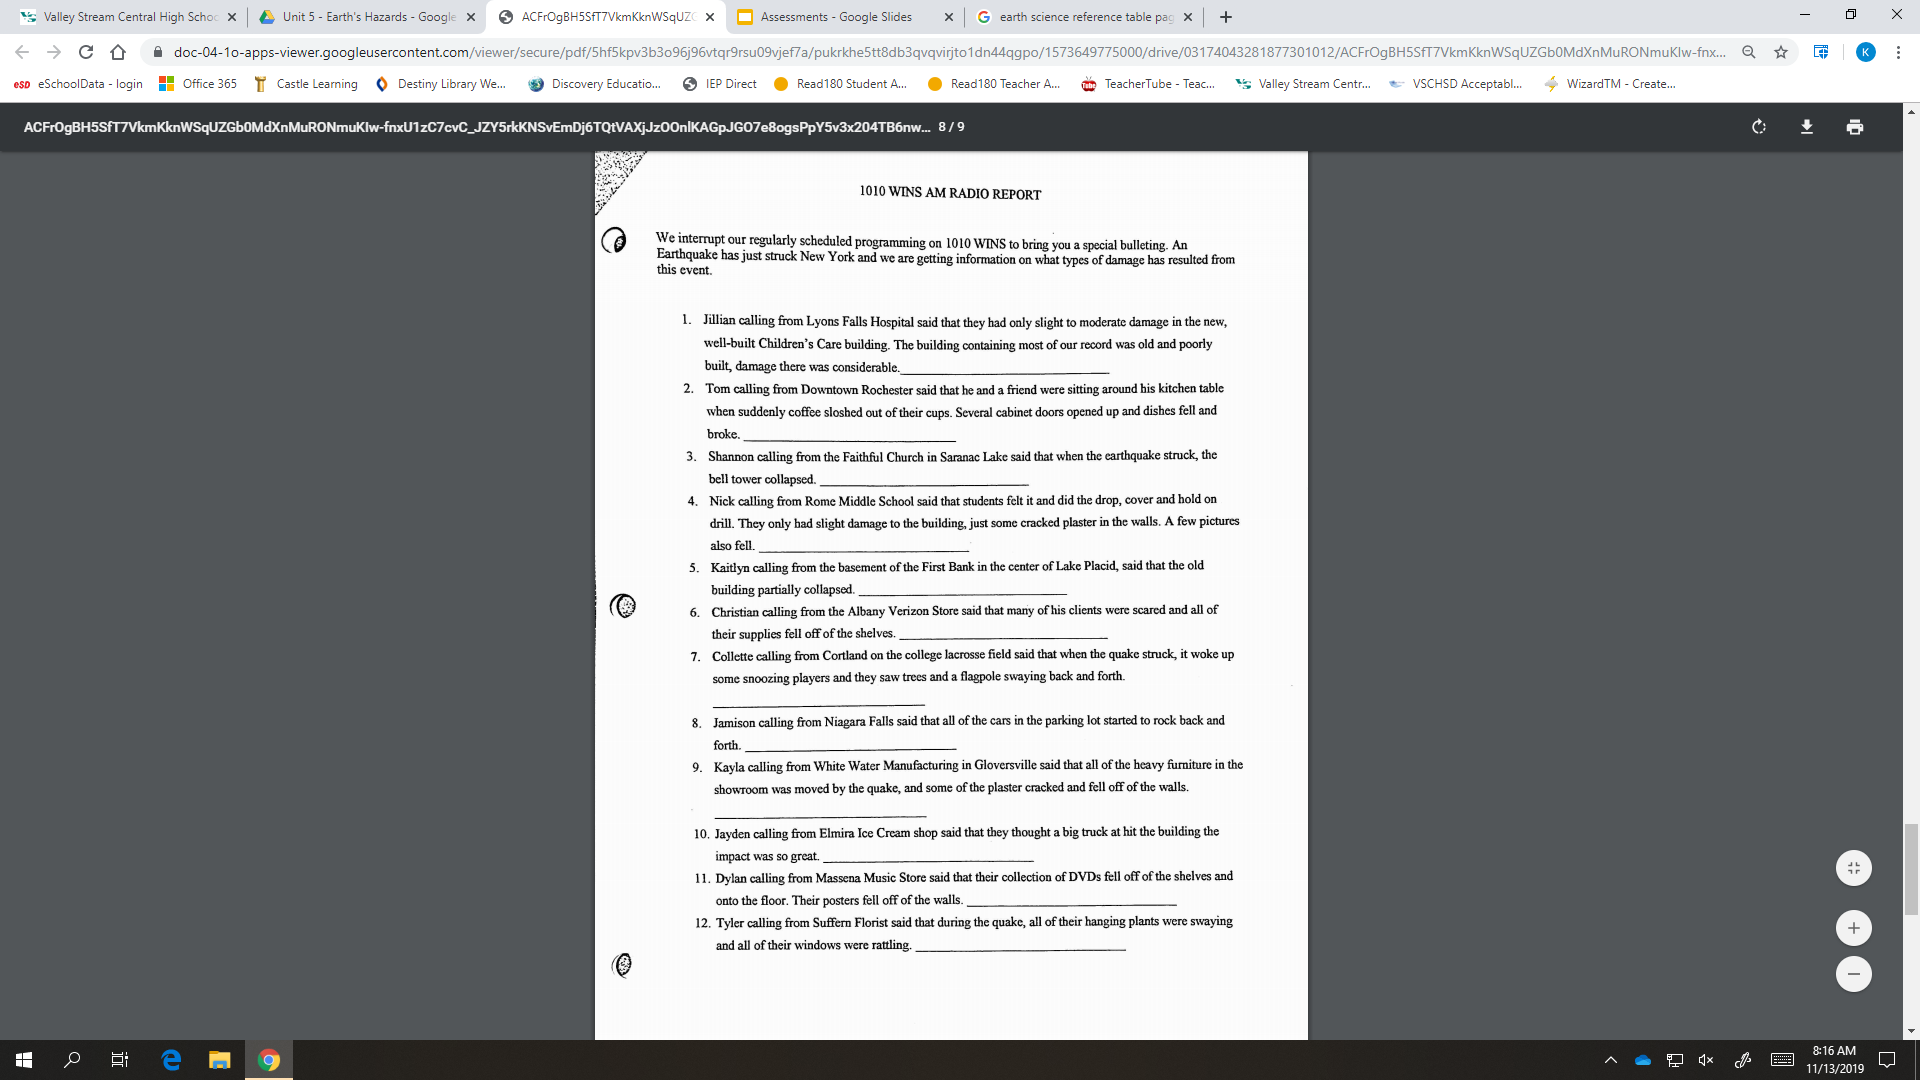 Valley Stream Central High Schoo
Unit 5 - Earth's Hazards - Google
ACFrOgBH5SfT7VkmKknWSqUZG
Assessments - Google Slides
earth science reference table pag
doc-04-1o-apps-viewer.googleusercontent.com/viewer/secure/pdf/5hf5kpv3b3o96j96vtqr9rsu09vjef7a/pukrkhe5tt8db3qvqvirjto1dn44qgpo/1573649775000/drive/03174043281877301012/ACFrOgBH5SfT7VkmKknWSqUZGb0MdXnMuRONmuKIw-fnx...
K
eSD eSchoolData - login
Office 365
Castle Learning
Destiny Library We...
Discovery Educatio...
IEP Direct
Read180 Student A...
Read180 Teacher A...
TeacherTube - Teac...
Valley Stream Centr...
VSCHSD Acceptabl...
WizardTM - Create...
ACFrOgBH5SfT7VkmKknWSqUZGb0MdXnMuRONmuKIw-fnxU1zC7cvC_JZY5rkKNSvEmDj6TQtVAXjJzOOnlKAGpJGO7e8ogsPpY5v3x204TB6nw... 8 / 9
1010 WINS AM RADIO REPORT
We interrupt our regularly scheduled programming on 1010 WINS to bring you a special bulleting. An
Earthquake has just struck New York and we are getting information on what types of damage has resulted from
this event.
1. Jillian calling from Lyons Falls Hospital said that they had only slight to moderate damage in the new,
well-built Children's Care building. The building containing most of our record was old and poorly
built, damage there was considerable.
2. Tom calling from Downtown Rochester said that he and a friend were sitting around his kitchen table
when suddenly coffee sloshed out of their cups. Several cabinet doors opened up and dishes fell and
broke.
3. Shannon calling from the Faithful Church in Saranac Lake said that when the earthquake struck, the
bell tower collapsed.
4. Nick calling from Rome Middle School said that students felt it and did the drop, cover and hold on
drill. They only had slight damage to the building, just some cracked plaster in the walls. A few pictures
also fell.
5. Kaitlyn calling from the basement of the First Bank in the center of Lake Placid, said that the old
building partially collapsed.
6. Christian calling from the Albany Verizon Store said that many of his clients were scared and all of
their supplies fell off of the shelves.
7. Collette calling from Cortland on the college lacrosse field said that when the quake struck, it woke up
some snoozing players and they saw trees and a flagpole swaying back and forth.
8. Jamison calling from Niagara Falls said that all of the cars in the parking lot started to rock back and
forth.
9. Kayla calling from White Water Manufacturing in Gloversville said that all of the heavy furniture in the
showroom was moved by the quake, and some of the plaster cracked and fell off of the walls.
10. Jayden calling from Elmira Ice Cream shop said that they thought a big truck at hit the building the
impact was so great.
11. Dylan calling from Massena Music Store said that their collection of DVDs fell off of the shelves and
onto the floor. Their posters fell off of the walls.
12. Tyler calling from Suffern Florist said that during the quake, all of their hanging plants were swaying
and all of their windows were rattling.
8:16 AM
11/13/2019